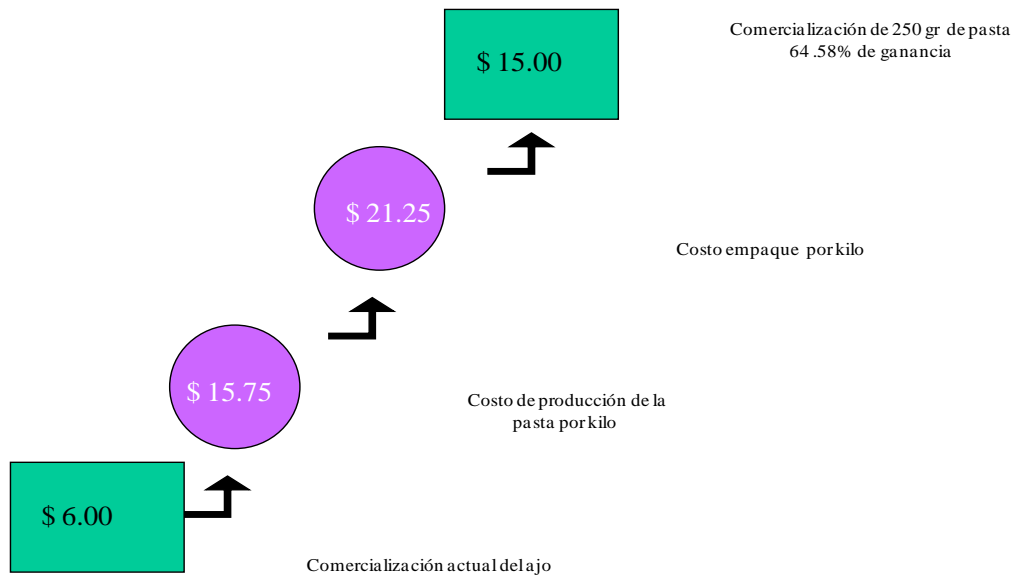 Comercialización de 250 gr de pasta
64.58% de ganancia
$ 15.00
$ 21.25
Costo empaque por kilo
$ 15.75
Costo de producción de la
pasta por kilo
$ 6.00
Comercialización actual del ajo